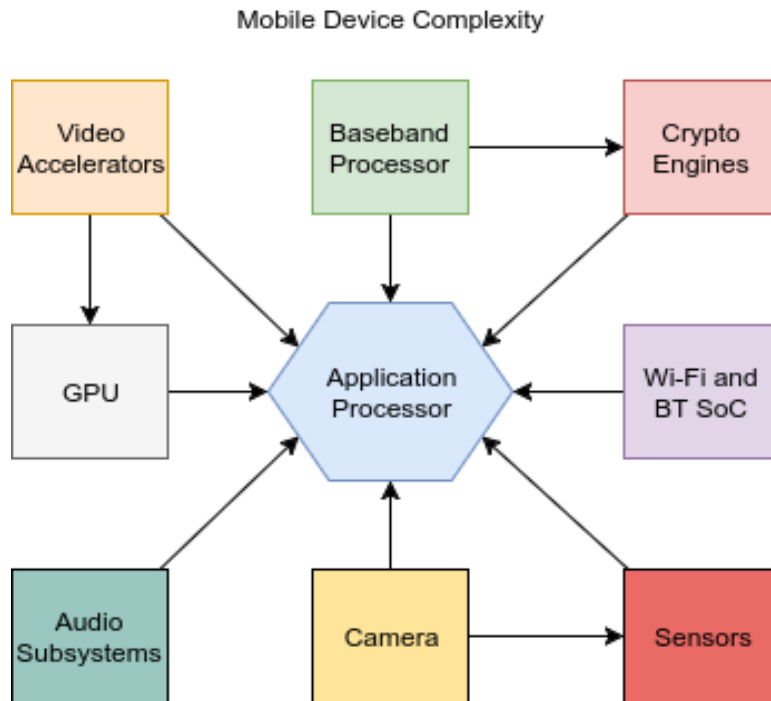 Mobile Device Complexity
Video
Accelerators
Baseband
Processor
Crypto
Engines
GPU
Application
Processor
Wi-Fi and
BT SoC
Audio
Subsystems
Camera
Sensors